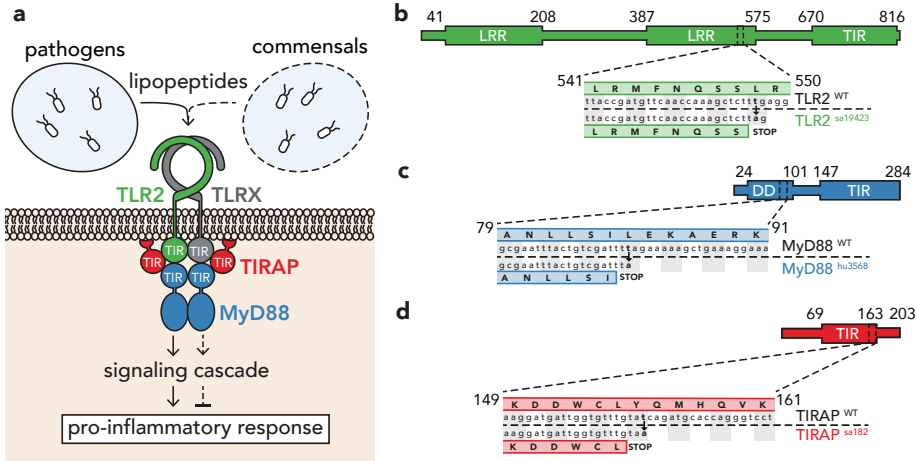 a
pathogens
commensals
lipopeptides
TLR2
TLRX
TIR
TIR
TIR
TIR
TIRAP
TIR
TIR
MyD88
signaling cascade
pro-inflammatory response
b
41 208 387 575 670 816
LRR LRR TIR
541 550
L R M F N Q S S L R
ttaccgatgttcaaccaaagctctttgagg TLR2 WT
ttaccgatgttcaaccaaagctcttag TLR2 sa19423
L R M F N Q S S STOP
c
24 101 147 284
DD TIR
79 91
A N L L S I L E K A E R K
gcgaatttactgtcgattttagaaaaagctgaaaggaaa MyD88 WT
gcgaatttactgtcgattta MyD88 hu3568
A N L L S I STOP
d
69 163 203
TIR
149 161
K D D W C L Y Q M H Q V K
aaggatgattggtgtttgtatcagatgcaccagggtcct TIRAP WT
aaggatgattggtgtttgtaa TIRAP sa182
K D D W C L STOP